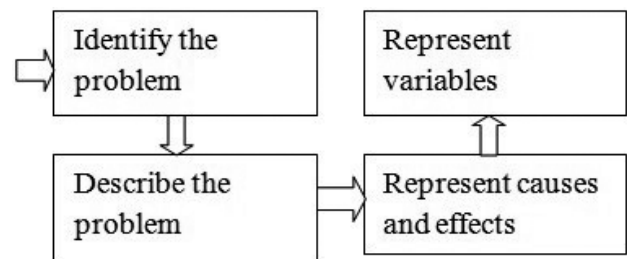 Identify the
problem
Describe the
problem
Represent causes
and effects
Represent
variables